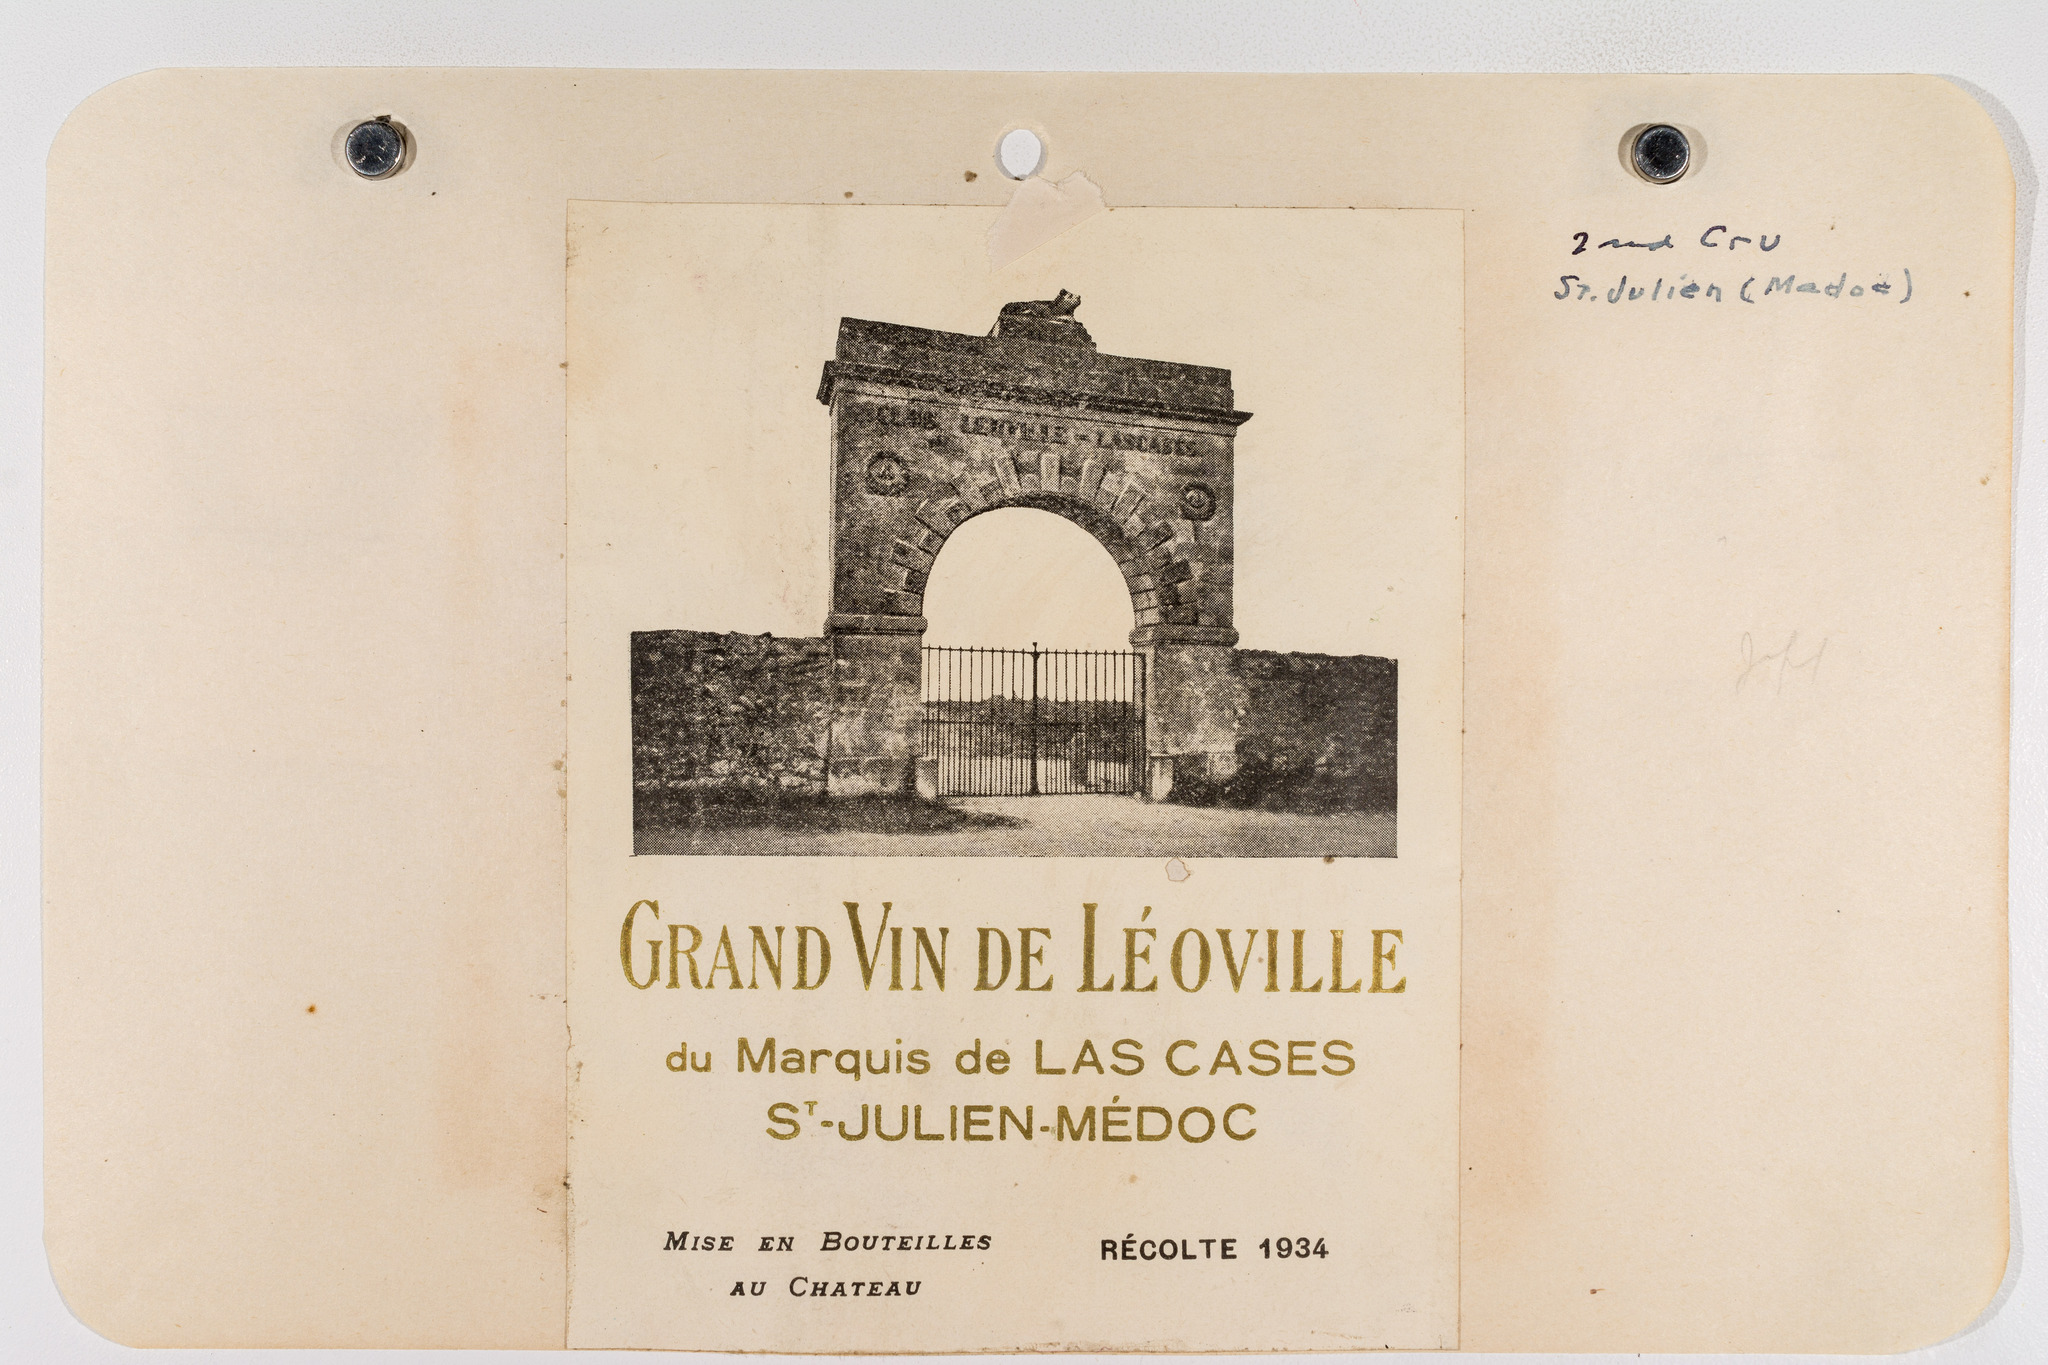 2nd Cru
St. Julien (Medoc)
CLOS LEOVILLE - LASCASES
GRAND VIN DE LÉOVILLE
du Marquis de LAS CASES
ST-JULIEN-MÉDOC
MISE EN BOUTEILLES
AU CHATEAU
RÉCOLTE 1934